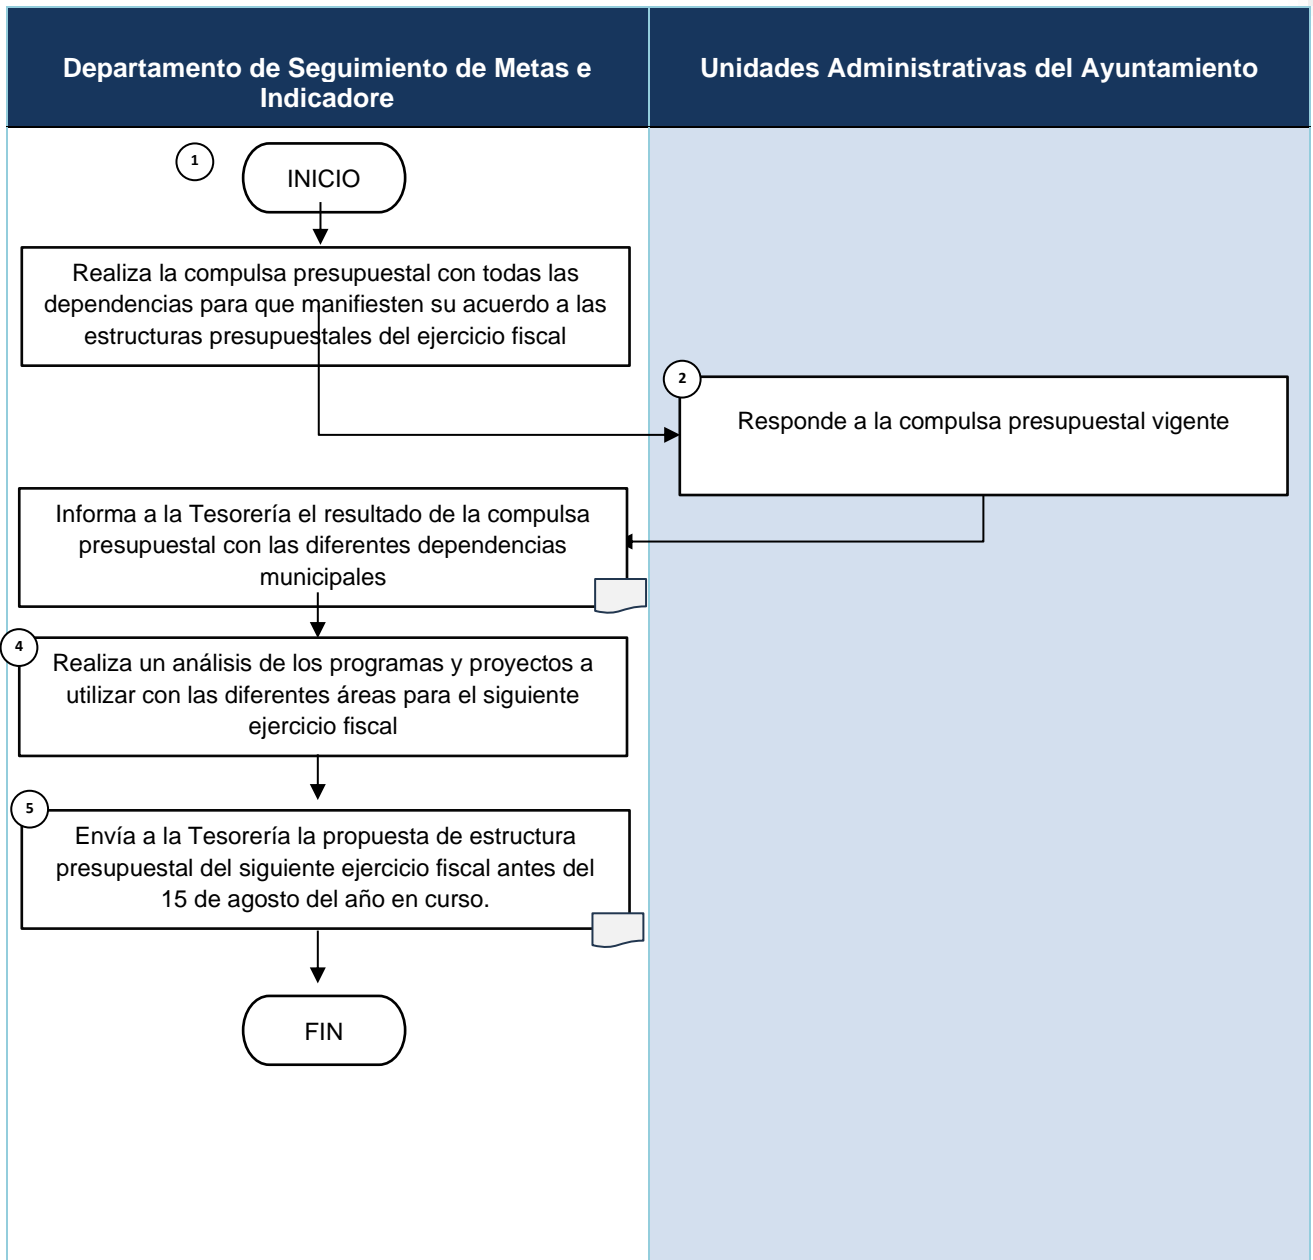 Departamento de Seguimiento de Metas e
Indicadore
Unidades Administrativas del Ayuntamiento
1
INICIO
Realiza la compulsa presupuestal con todas las
dependencias para que manifiesten su acuerdo a las
estructuras presupuestales del ejercicio fiscal
2
Responde a la compulsa presupuestal vigente
Informa a la Tesorería el resultado de la compulsa
presupuestal con las diferentes dependencias
municipales
4
Realiza un análisis de los programas y proyectos a
utilizar con las diferentes áreas para el siguiente
ejercicio fiscal
5
Envía a la Tesorería la propuesta de estructura
presupuestal del siguiente ejercicio fiscal antes del
15 de agosto del año en curso.
FIN